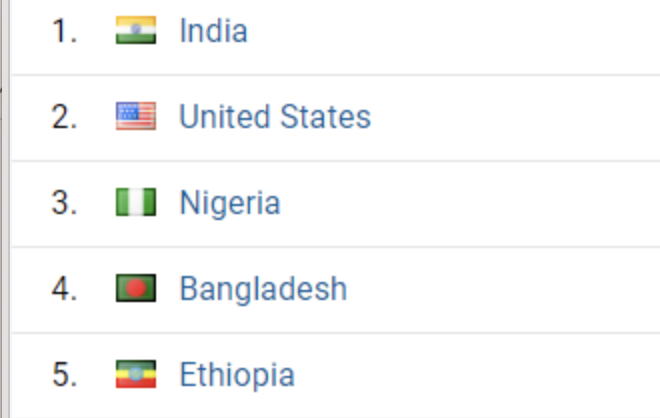 1. India
2. United States
3. Nigeria
4. Bangladesh
5. Ethiopia